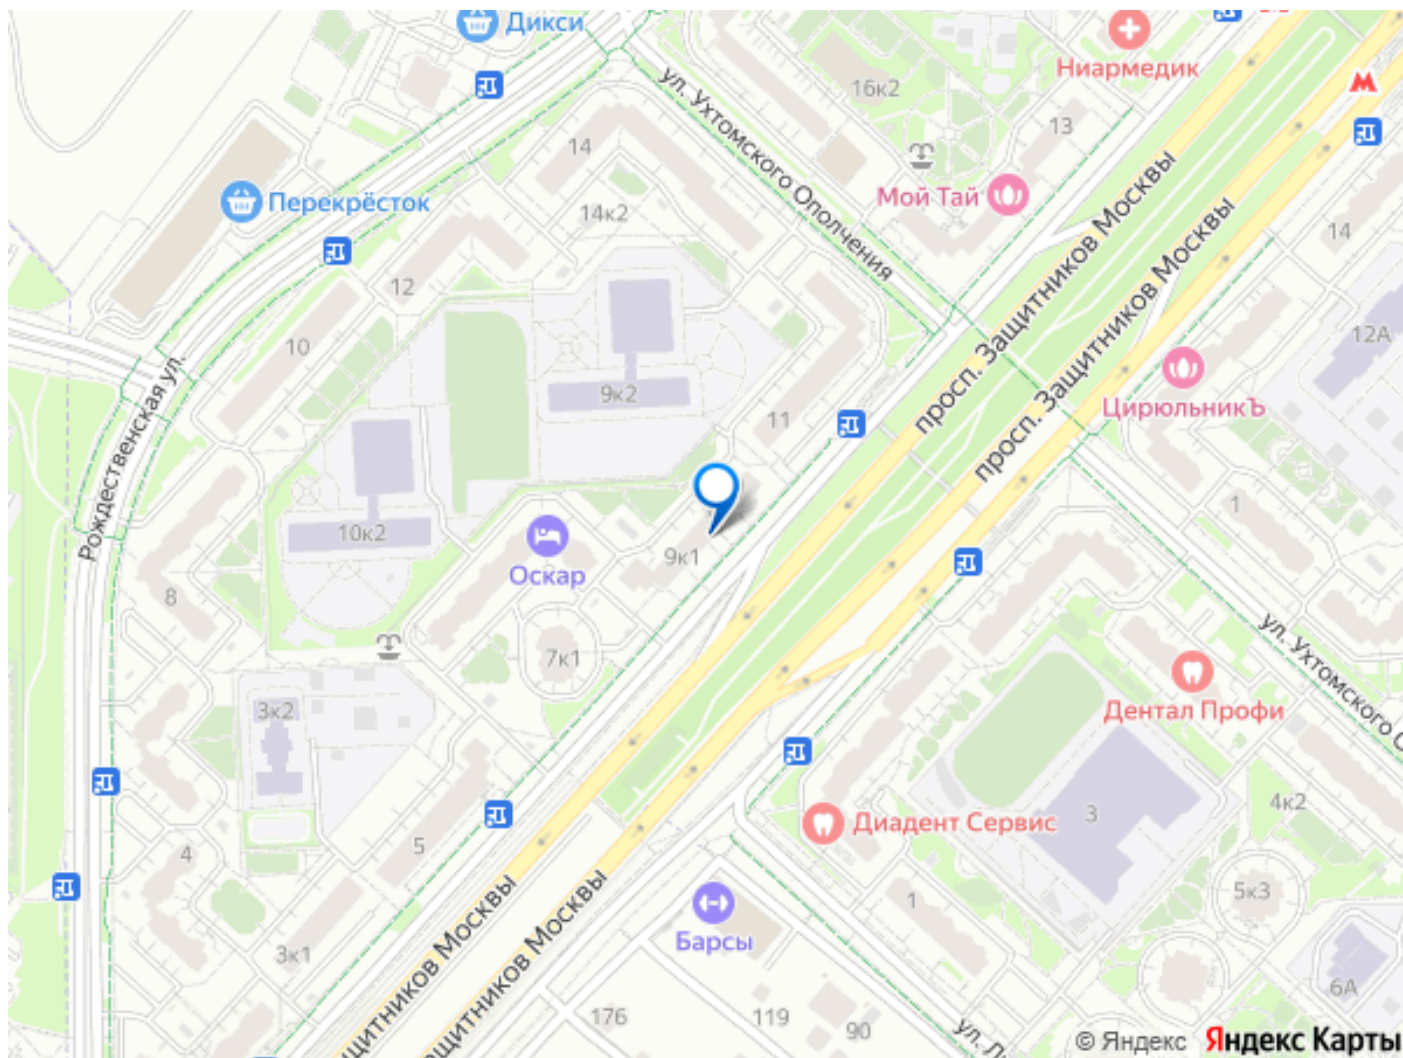 Дикси
Ниармедик
16к2
ул. Ухтомского Ополчения
13
14
Перекрёсток
Мой Тай
14к2
14
12
просп. Защитников Москвы
просп. Защитников Москвы
12А
10
9к2
ЦирюльникЪ
11
Рождественская ул.
1
10к2
9к1
Оскар
8
7к1
ул. Ухтомского О
3к2
Дентал Профи
4к2
3
Диадент Сервис
5
4
1
5к3
Барсы
3к1
щитников Москвы
ащитников Москвы
6А
176
119
90
ул. Л
© Яндекс Яндекс Карты